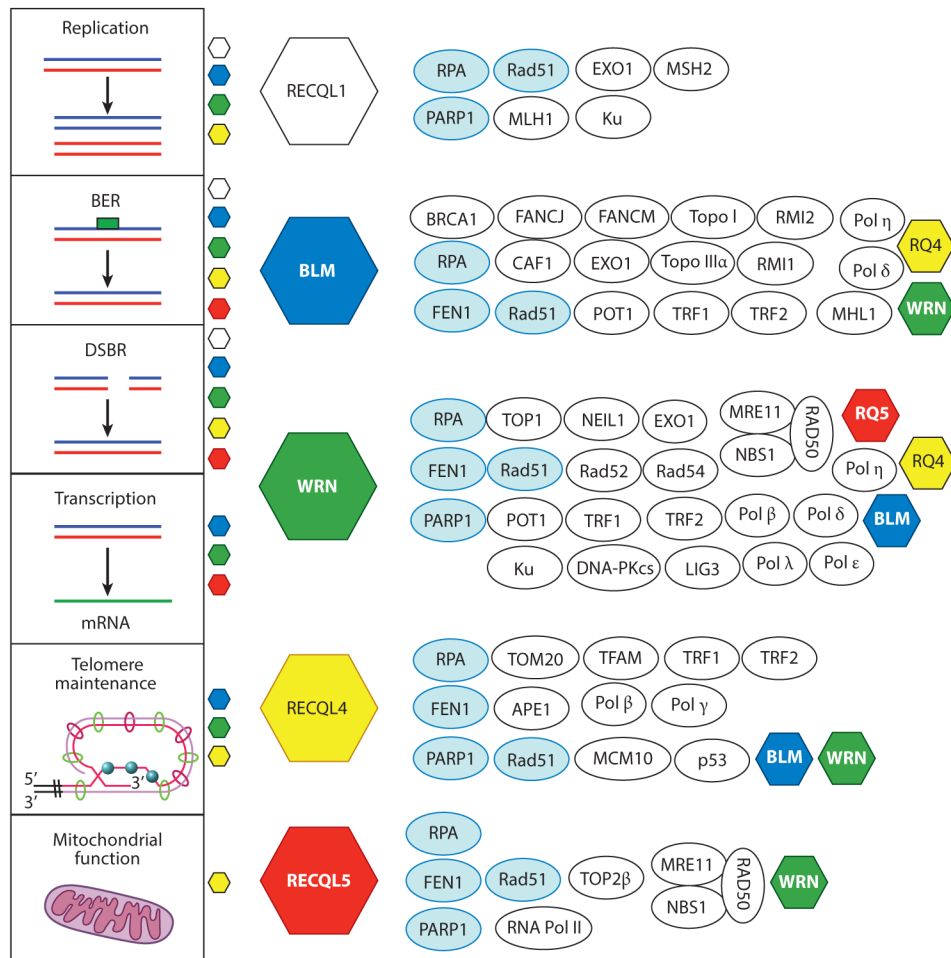 Replication
RECQL1
RPA Rad51 EXO1 MSH2
PARP1 MLH1 Ku
BER
BLM
BRCA1 FANCJ FANCM Topo I RMI2 Pol η
RPA CAF1 EXO1 Topo IIIα RMI1 Pol δ RQ4
FEN1 Rad51 POT1 TRF1 TRF2 MHL1 WRN
DSBR
WRN
RPA TOP1 NEIL1 EXO1 MRE11 RAD50 RQ5
FEN1 Rad51 Rad52 Rad54 NBS1 Pol η RQ4
PARP1 POT1 TRF1 TRF2 Pol β Pol δ BLM
Ku DNA-PKcs LIG3 Pol λ Pol ε
Transcription
mRNA
Telomere
maintenance
5′
3′
3′
RECQL4
RPA TOM20 TFAM TRF1 TRF2
FEN1 APE1 Pol β Pol γ
PARP1 Rad51 MCM10 p53 BLM WRN
Mitochondrial
function
RECQL5
RPA
FEN1 Rad51 TOP2β MRE11 RAD50 WRN
NBS1
PARP1 RNA Pol II